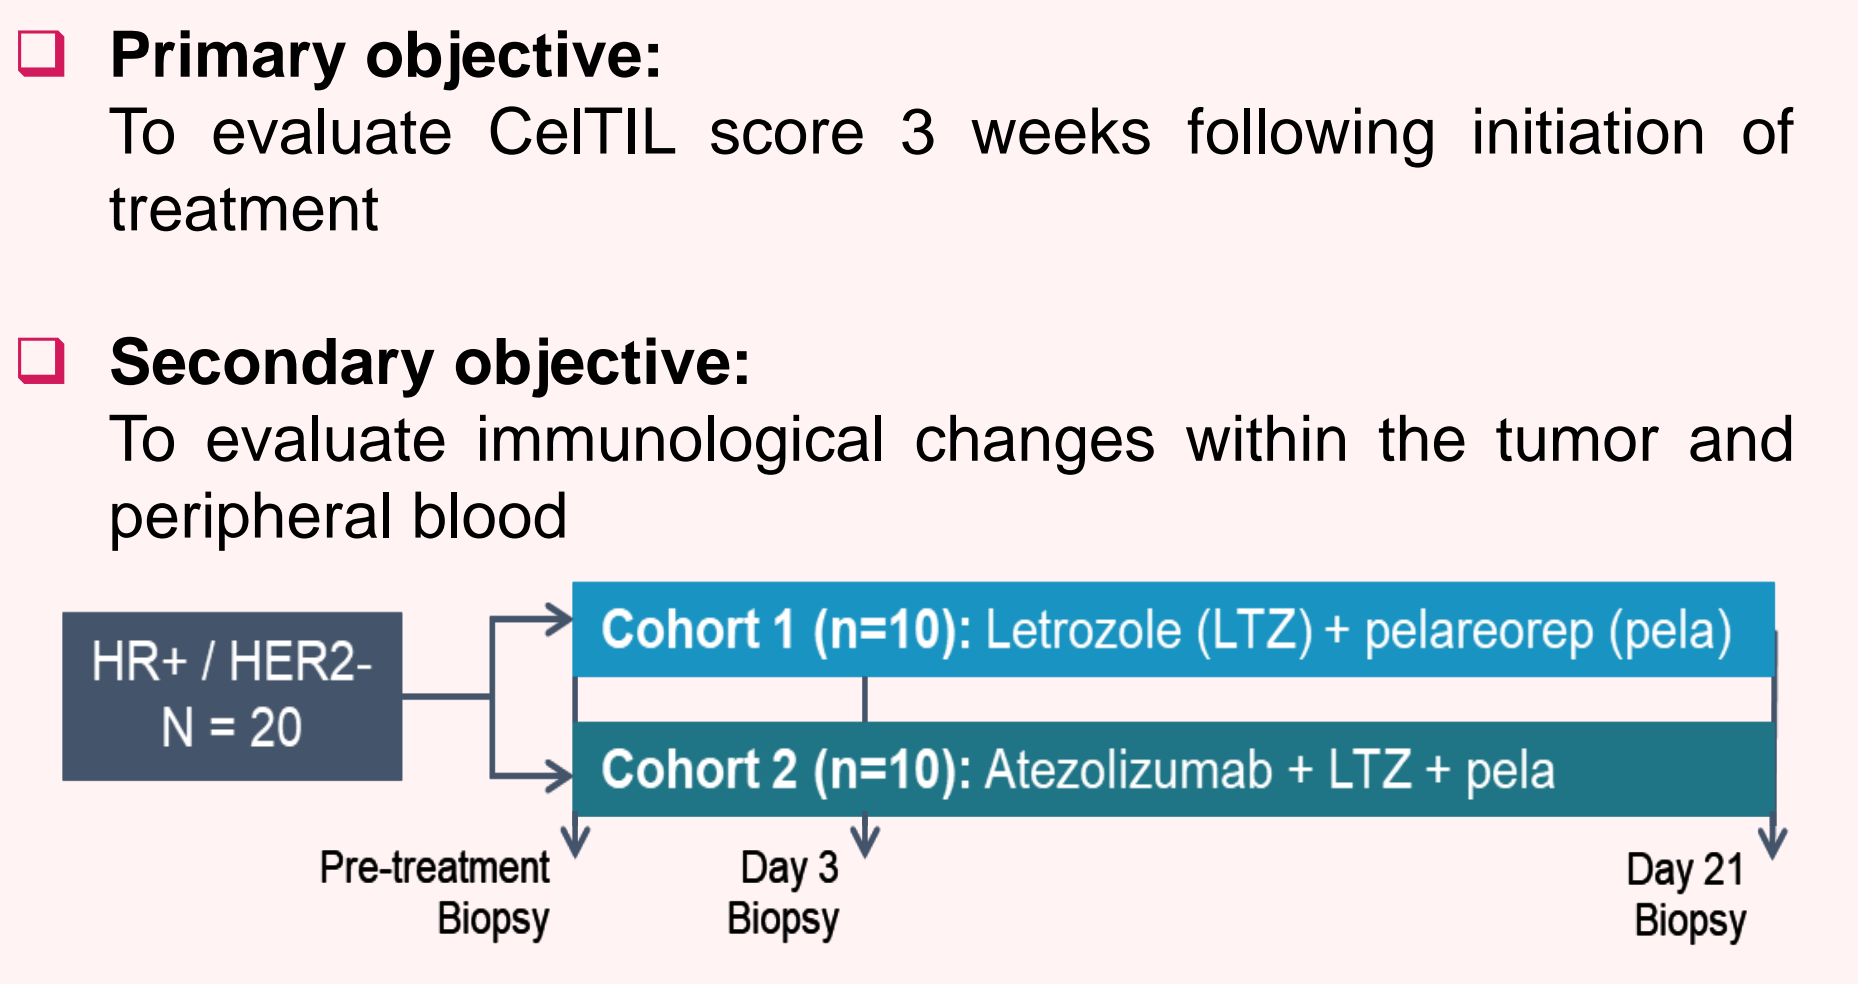 Primary objective:
To evaluate CelTIL score 3 weeks following initiation of
treatment
Secondary objective:
To evaluate immunological changes within the tumor and
peripheral blood
HR+ / HER2-
N = 20
Cohort 1 (n=10): Letrozole (LTZ) + pelareorep (pela)
Cohort 2 (n=10): Atezolizumab + LTZ + pela
Pre-treatment
Biopsy
Day 3
Biopsy
Day 21
Biopsy